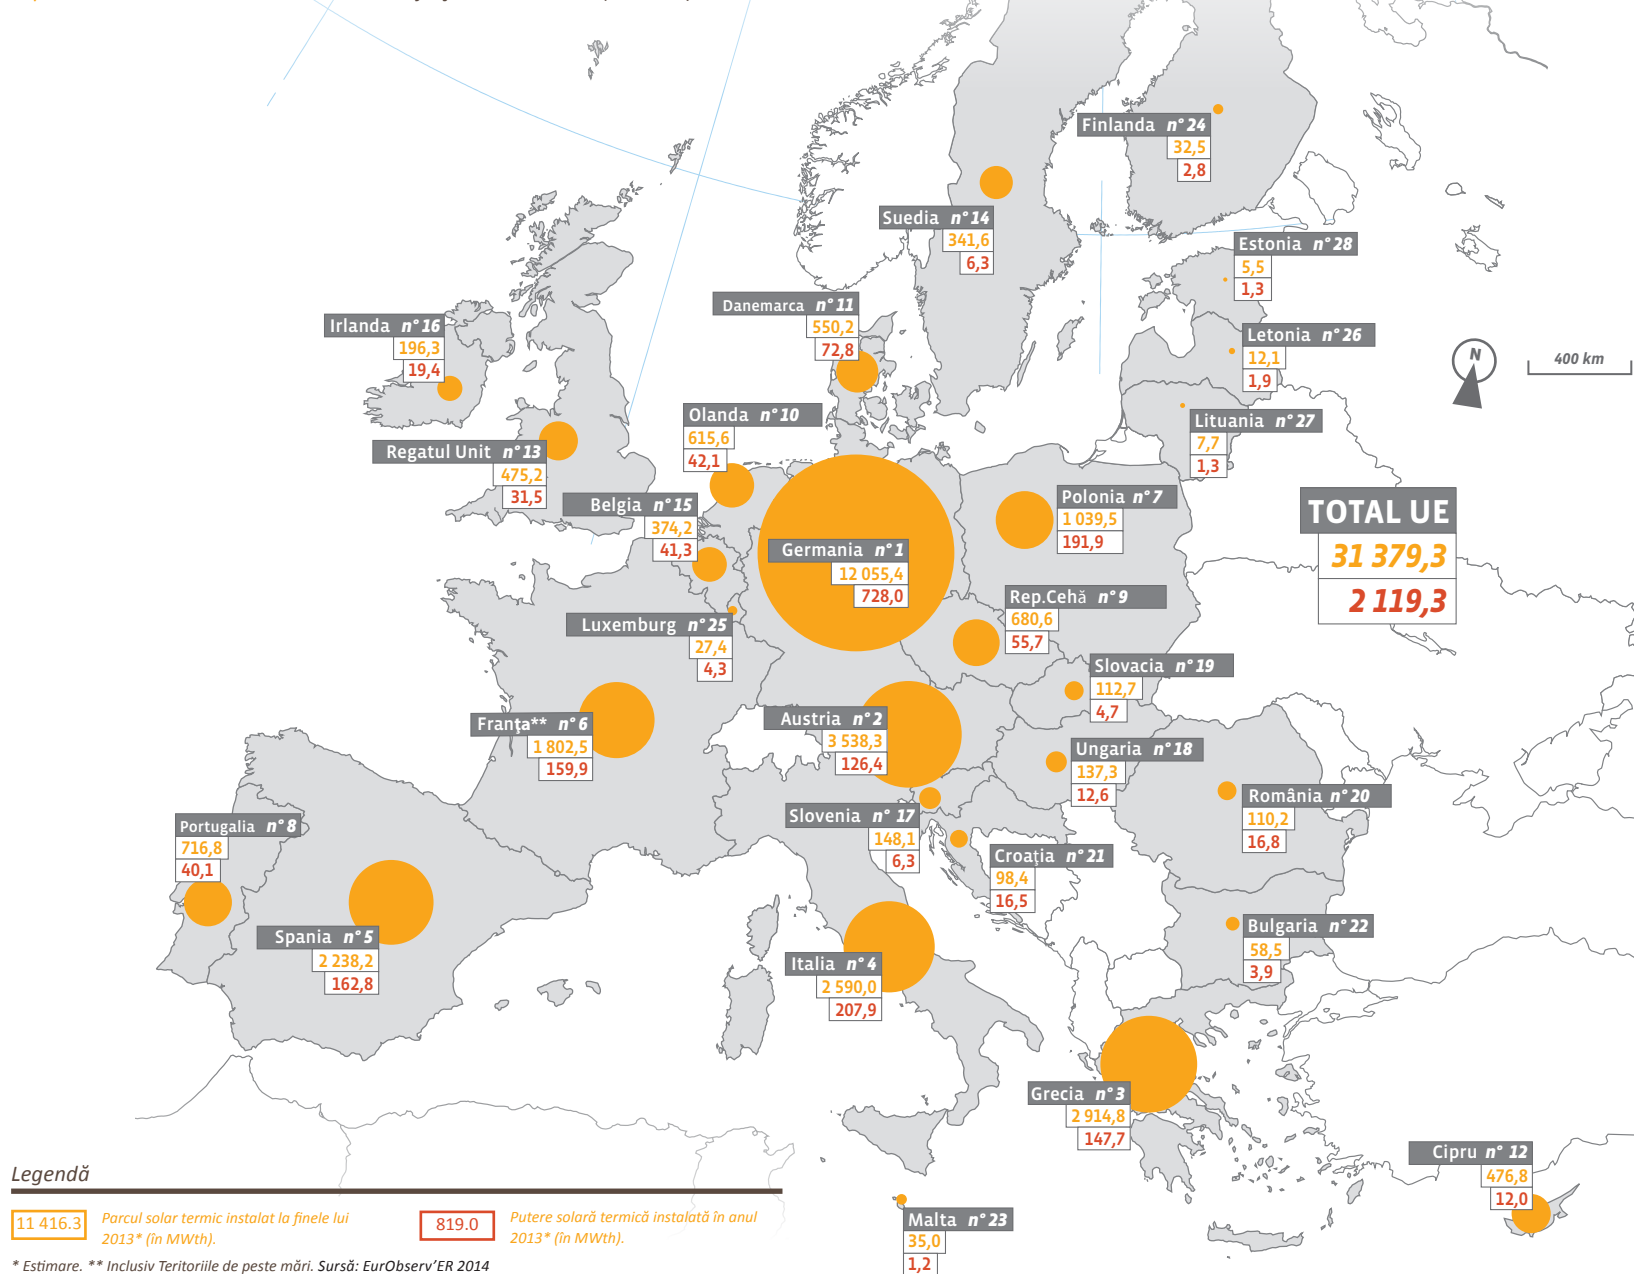 Finlanda n° 24
32,5
2,8
Suedia n° 14
341,6
6,3
Estonia n° 28
5,5
1,3
Danemarca n° 11
550,2
72,8
Irlanda n° 16
196,3
19,4
Letonia n° 26
12,1
1,9
N
400 km
Olanda n° 10
615,6
42,1
Lituania n° 27
7,7
1,3
Regatul Unit n° 13
475,2
31,5
Belgia n° 15
374,2
41,3
Polonia n° 7
1 039,5
191,9
TOTAL UE
31 379,3
2 119,3
Germania n° 1
12 055,4
728,0
Rep.Cehă n° 9
680,6
55,7
Luxemburg n° 25
27,4
4,3
Slovacia n° 19
112,7
4,7
Franţa** n° 6
1 802,5
159,9
Austria n° 2
3 538,3
126,4
Ungaria n° 18
137,3
12,6
România n° 20
110,2
16,8
Slovenia n° 17
148,1
6,3
Portugalia n° 8
716,8
40,1
Croaţia n° 21
98,4
16,5
Bulgaria n° 22
58,5
3,9
Spania n° 5
2 238,2
162,8
Italia n° 4
2 590,0
207,9
Grecia n° 3
2 914,8
147,7
Cipru n° 12
476,8
12,0
Malta n° 23
35,0
1,2
Legendă
11 416.3
Parcul solar termic instalat la finele lui
2013* (în MWth).
819.0
Putere solară termică instalată în anul
2013* (în MWth).
* Estimare. ** Inclusiv Teritoriile de peste mări. Sursă: EurObserv’ER 2014